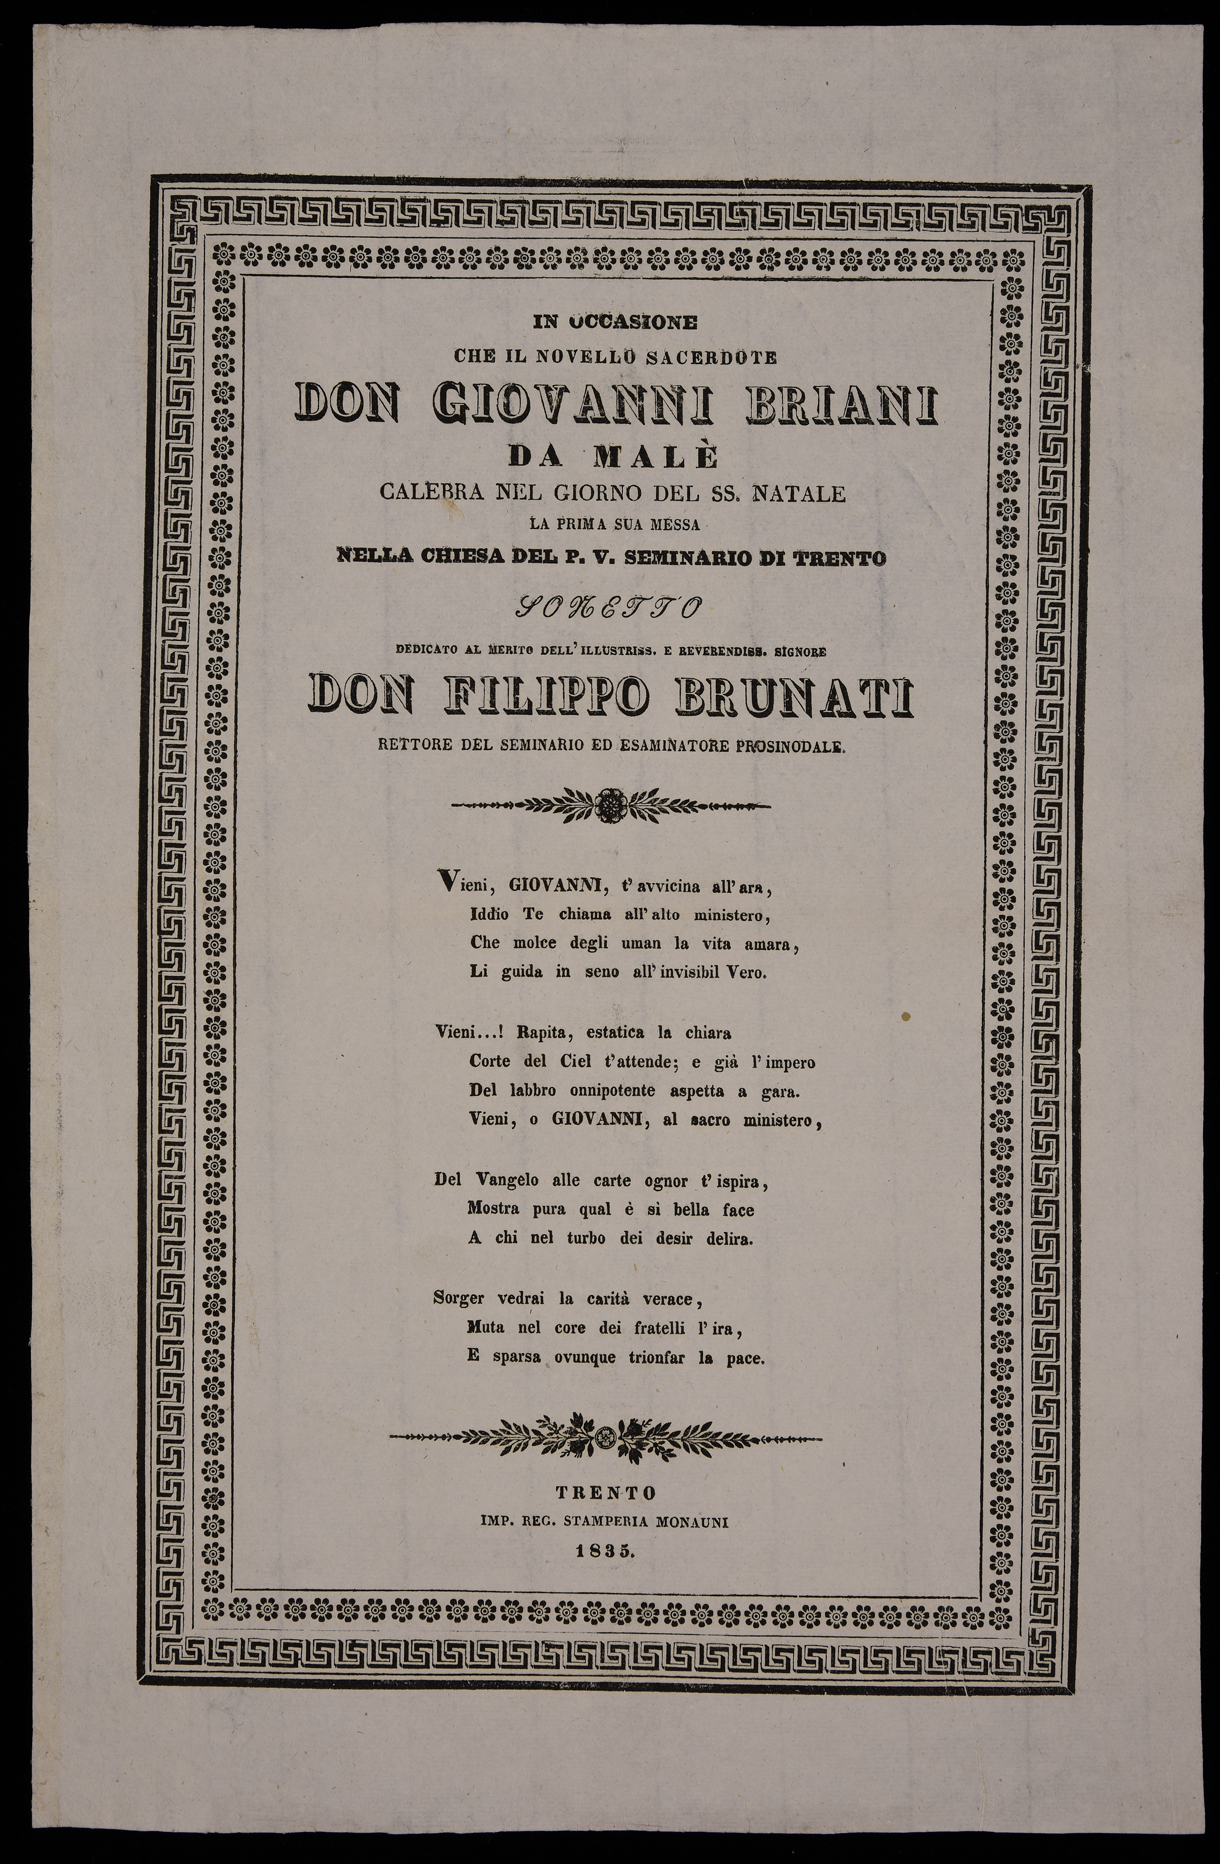 IN OCCASIONE
CHE IL NOVELLO SACERDOTE
DON GIOVANNI BRIANI
DA MALÈ
CALEBRA NEL GIORNO DEL SS. NATALE
LA PRIMA SUA MESSA
NELLA CHIESA DEL P. V. SEMINARIO DI TRENTO
SONETTO
DEDICATO AL MERITO DELL' ILLUSTRISS. E REVERENDISS. SIGNORE
DON FILIPPO BRUNATI
RETTORE DEL SEMINARIO ED ESAMINATORE PROSINODALE.
Vieni, GIOVANNI, t' avvicina all' ara,
Iddio Te chiama all' alto ministero,
Che molce degli uman la vita amara,
Li guida in seno all' invisibil Vero.
Vieni...! Rapita, estatica la chiara
Corte del Ciel t' attende; e già l' impero
Del labbro onnipotente aspetta a gara.
Vieni, o GIOVANNI, al sacro ministero,
Del Vangelo alle carte ognor t' ispira,
Mostra pura qual è sì bella face
A chi nel turbo dei desir delira.
Sorger vedrai la carità verace,
Muta nel core dei fratelli l' ira,
E sparsa ovunque trionfar la pace.
TRENTO
IMP. REG. STAMPERIA MONAUNI
1835.